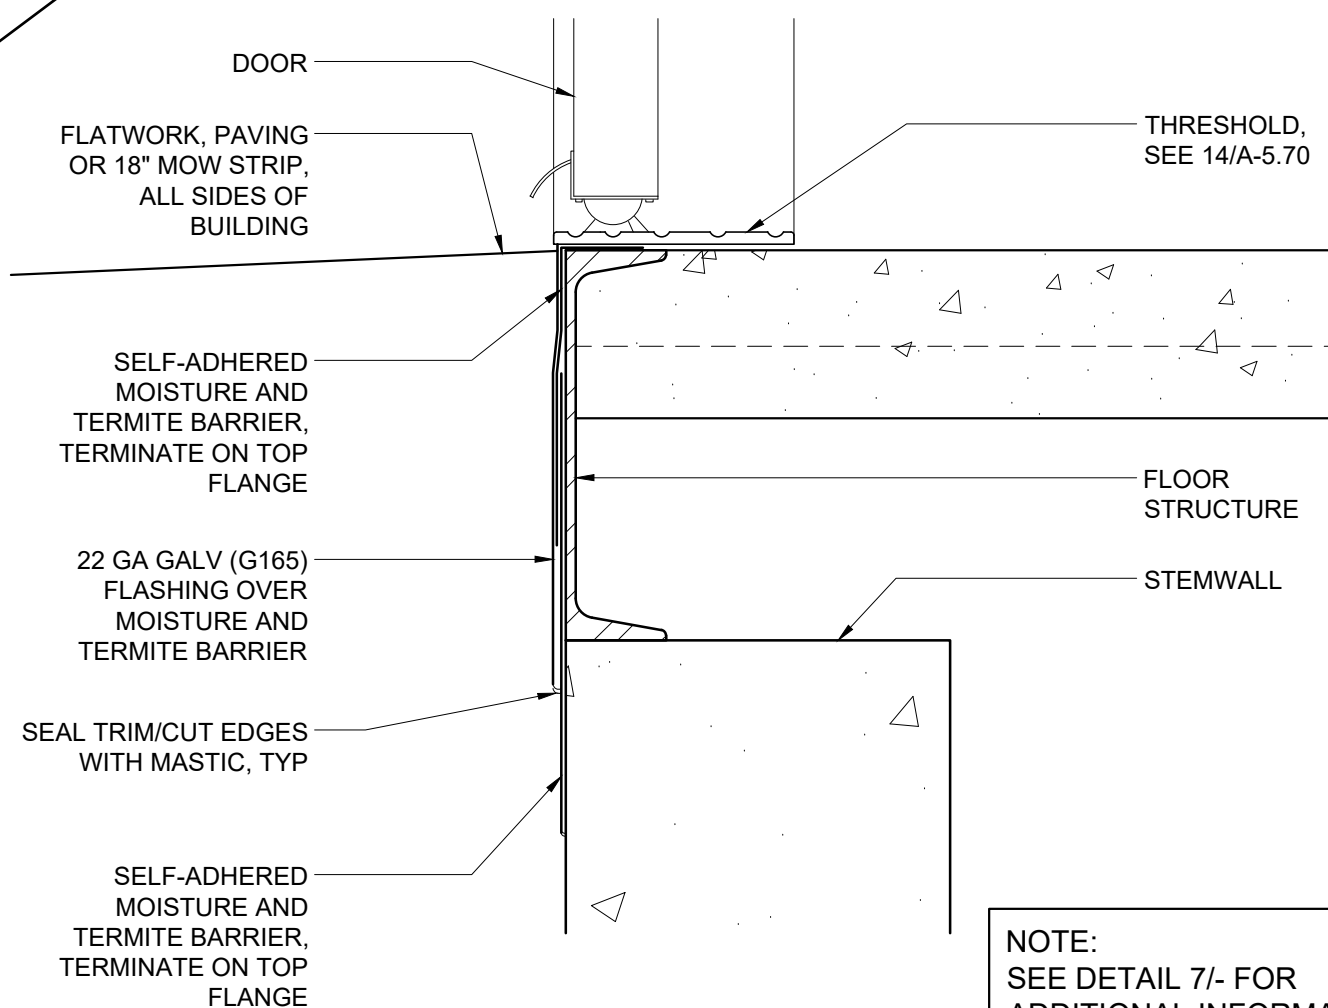 DOOR
FLATWORK, PAVING
OR 18" MOW STRIP,
ALL SIDES OF
BUILDING
THRESHOLD,
SEE 14/A-5.70
SELF-ADHERED
MOISTURE AND
TERMITE BARRIER,
TERMINATE ON TOP
FLANGE
FLOOR
STRUCTURE
22 GA GALV (G165)
FLASHING OVER
MOISTURE AND
TERMITE BARRIER
STEMWALL
SEAL TRIM/CUT EDGES
WITH MASTIC, TYP
SELF-ADHERED
MOISTURE AND
TERMITE BARRIER,
TERMINATE ON TOP
FLANGE
NOTE:
SEE DETAIL 7/- FOR
ADDITIONAL